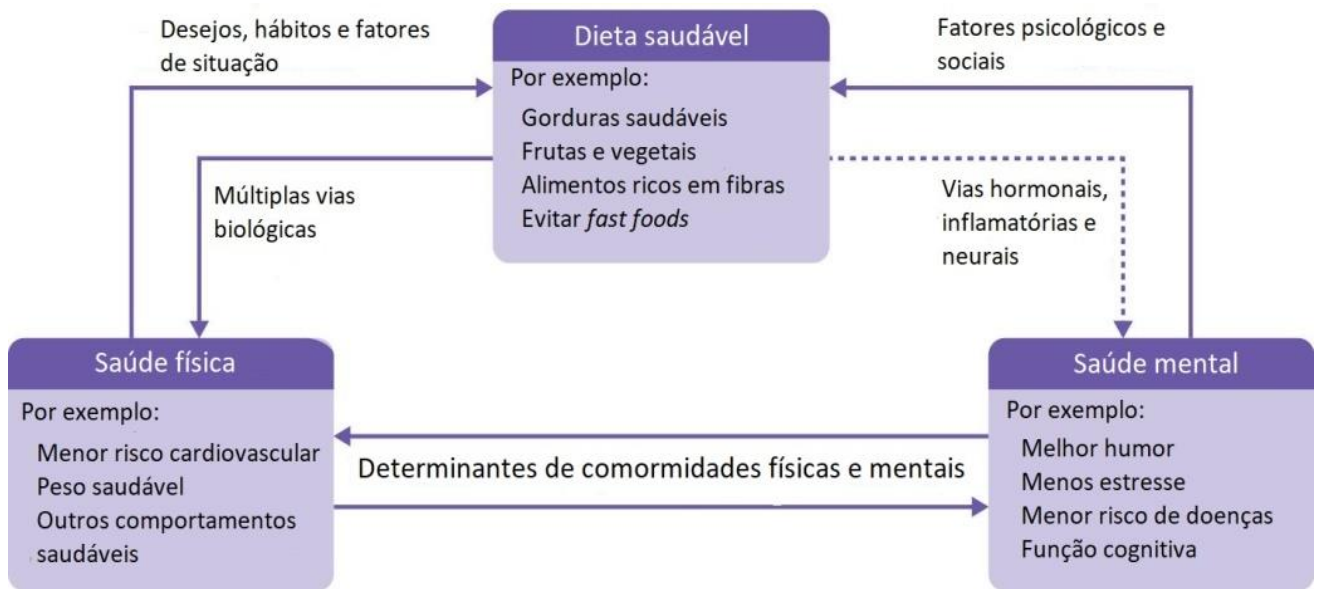 Desejos, hábitos e fatores
de situação
Dieta saudável
Por exemplo:
Gorduras saudáveis
Frutas e vegetais
Alimentos ricos em fibras
Evitar fast foods
Fatores psicológicos e
sociais
Múltiplas vias
biológicas
Vias hormonais,
inflamatórias e
neurais
Saúde física
Por exemplo:
Menor risco cardiovascular
Peso saudável
Outros comportamentos
saudáveis
Determinantes de comormidades físicas e mentais
Saúde mental
Por exemplo:
Melhor humor
Menos estresse
Menor risco de doenças
Função cognitiva